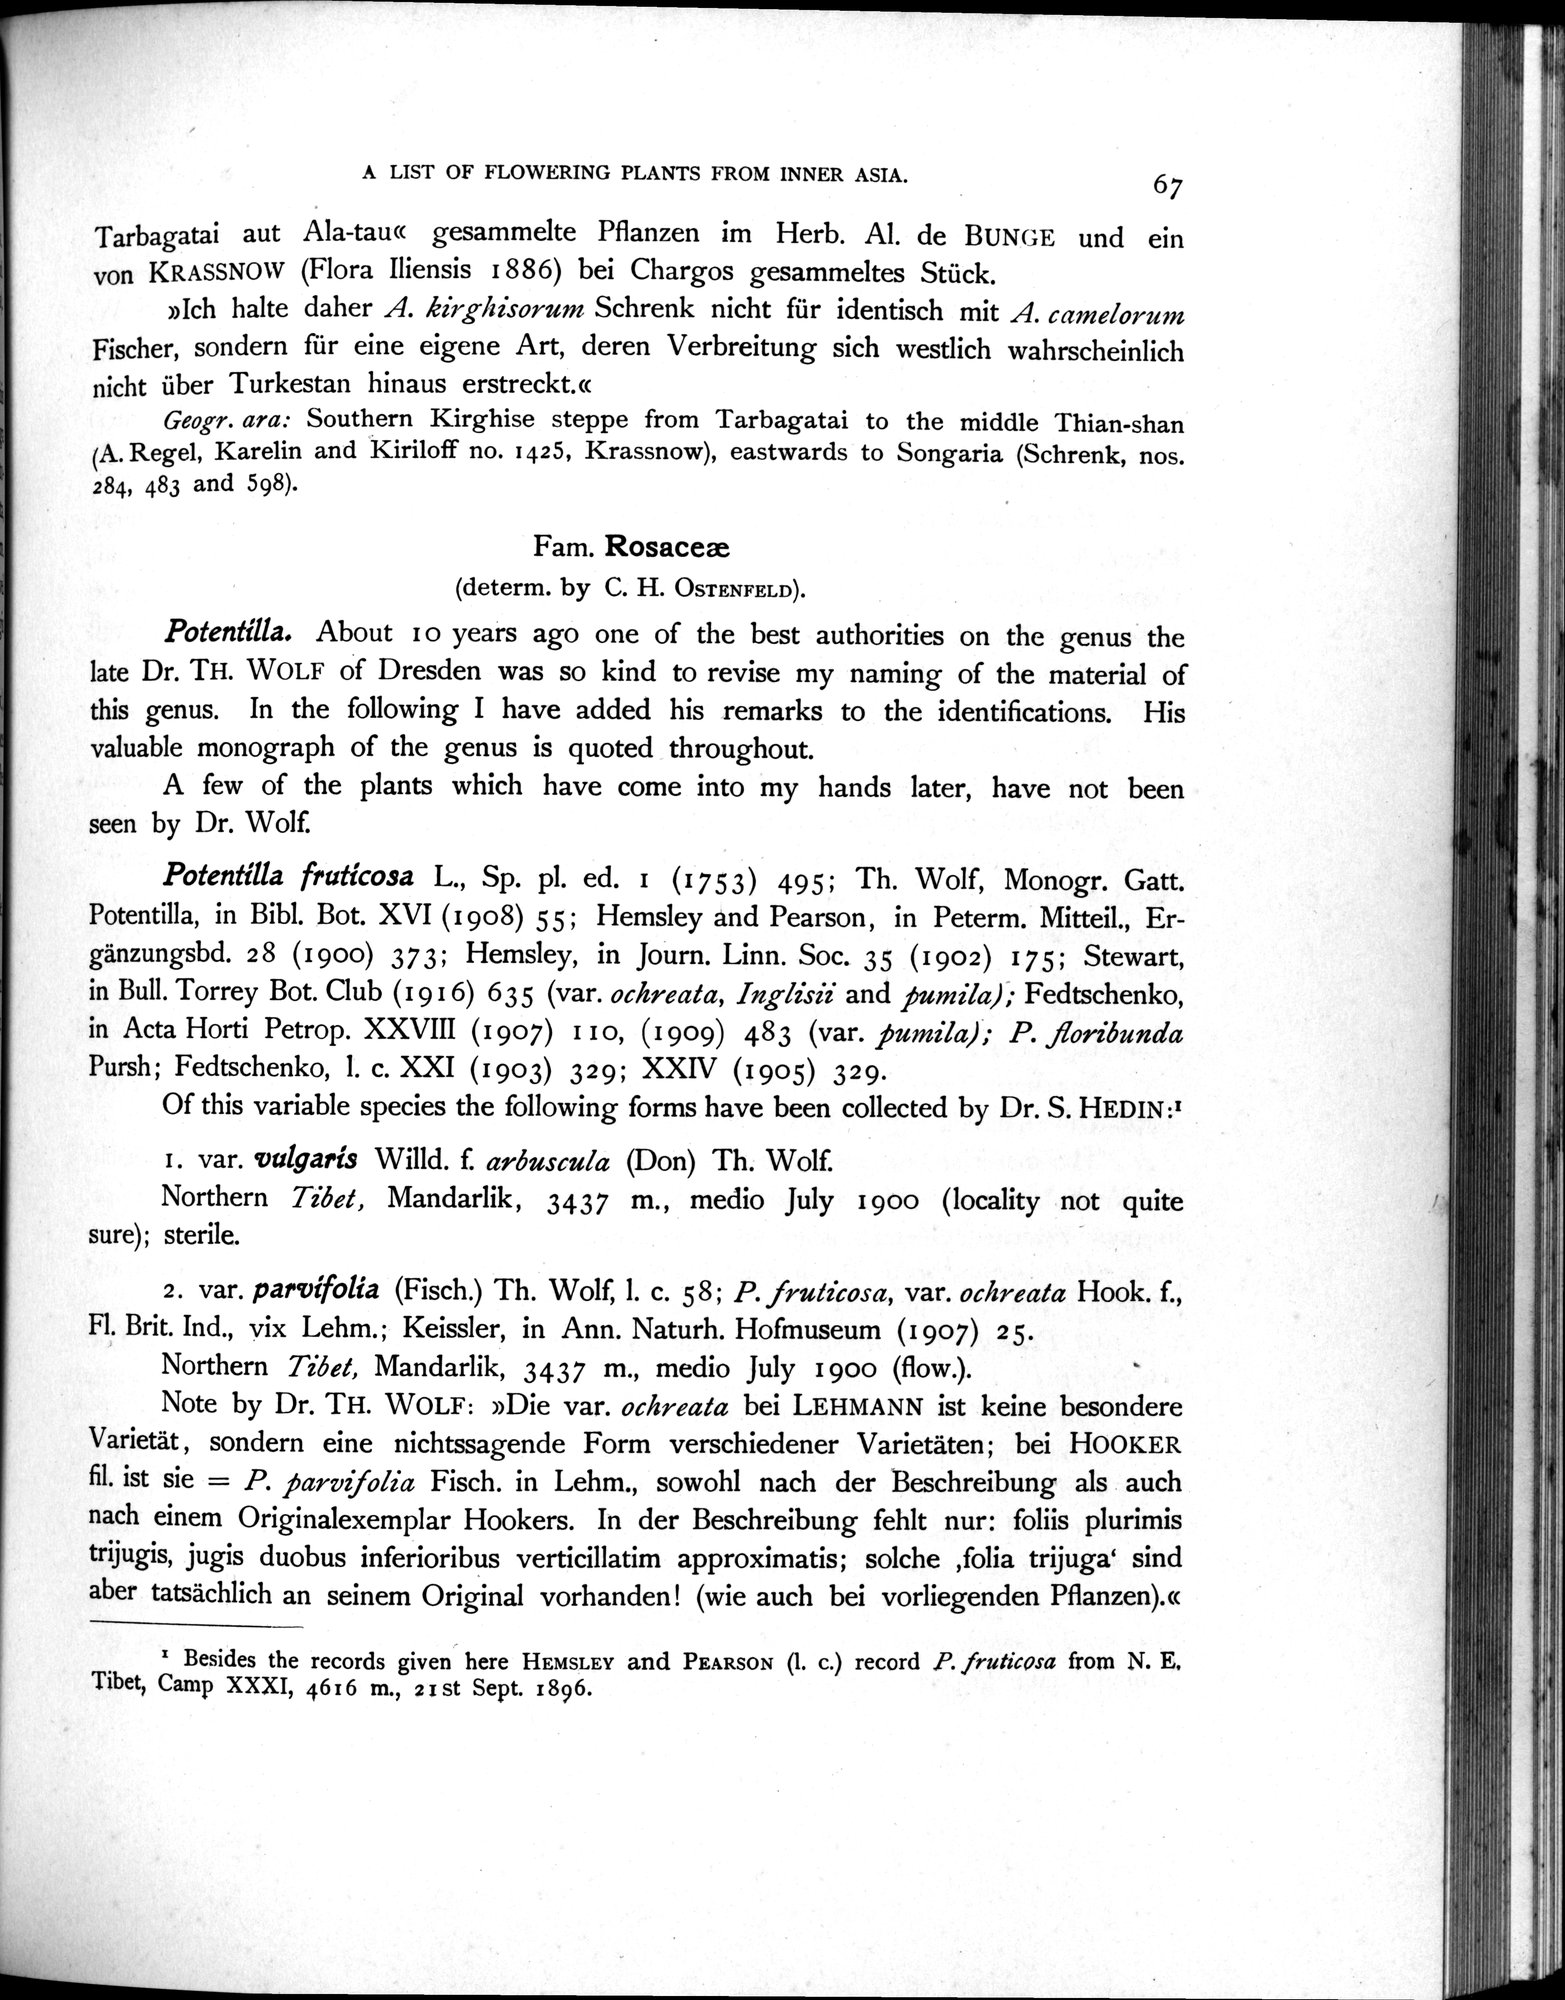 A LIST OF FLOWERING PLANTS FROM INNER ASIA.
67
Tarbagatai aut Ala-tau« gesammelte Pflanzen im Herb. Al. de BUNGE und ein
von KRASSNOW (Flora Iliensis 1886) bei Chargos gesammeltes Stück.
»Ich halte daher A. kirghisorum Schrenk nicht für identisch mit A. camelorum
Fischer, sondern für eine eigene Art, deren Verbreitung sich westlich wahrscheinlich
nicht über Turkestan hinaus erstreckt.«
Geogr. ara: Southern Kirghise steppe from Tarbagatai to the middle Thian-shan
(A. Regel, Karelin and Kiriloff no. 1425, Krassnow), eastwards to Songaria (Schrenk, nos.
284, 483 and 598).
Fam. Rosaceæ
(determ. by C. H. OSTENFELD).
Potentilla. About 10 years ago one of the best authorities on the genus the
late Dr. TH. WOLF of Dresden was so kind to revise my naming of the material of
this genus. In the following I have added his remarks to the identifications. His
valuable monograph of the genus is quoted throughout.
A few of the plants which have come into my hands later, have not been
seen by Dr. Wolf.
Potentilla fruticosa L., Sp. pl. ed. 1 (1753) 495; Th. Wolf, Monogr. Gatt.
Potentilla, in Bibl. Bot. XVI (1908) 55; Hemsley and Pearson, in Peterm. Mitteil., Er-
gänzungsbd. 28 (1900) 373; Hemsley, in Journ. Linn. Soc. 35 (1902) 175; Stewart,
in Bull. Torrey Bot. Club (1916) 635 (var. ochreata, Inglisii and pumila); Fedtschenko,
in Acta Horti Petrop. XXVIII (1907) 110, (1909) 483 (var. pumila); P. floribunda
Pursh; Fedtschenko, l. c. XXI (1903) 329; XXIV (1905) 329.
Of this variable species the following forms have been collected by Dr. S. HEDIN:¹
1. var. vulgaris Willd. f. arbuscula (Don) Th. Wolf.
Northern Tibet, Mandarlik, 3437 m., medio July 1900 (locality not quite
sure); sterile.
2. var. parvifolia (Fisch.) Th. Wolf, l. c. 58; P. fruticosa, var. ochreata Hook. f.,
Fl. Brit. Ind., vix Lehm.; Keissler, in Ann. Naturh. Hofmuseum (1907) 25.
Northern Tibet, Mandarlik, 3437 m., medio July 1900 (flow.).
Note by Dr. TH. WOLF: »Die var. ochreata bei LEHMANN ist keine besondere
Varietät, sondern eine nichtssagende Form verschiedener Varietäten; bei HOOKER
fil. ist sie = P. parvifolia Fisch. in Lehm., sowohl nach der Beschreibung als auch
nach einem Originalexemplar Hookers. In der Beschreibung fehlt nur: foliis plurimis
trijugis, jugis duobus inferioribus verticillatim approximatis; solche ‚folia trijuga‘ sind
aber tatsächlich an seinem Original vorhanden! (wie auch bei vorliegenden Pflanzen).«
¹ Besides the records given here HEMSLEY and PEARSON (l. c.) record P. fruticosa from N. E.
Tibet, Camp XXXI, 4616 m., 21st Sept. 1896.